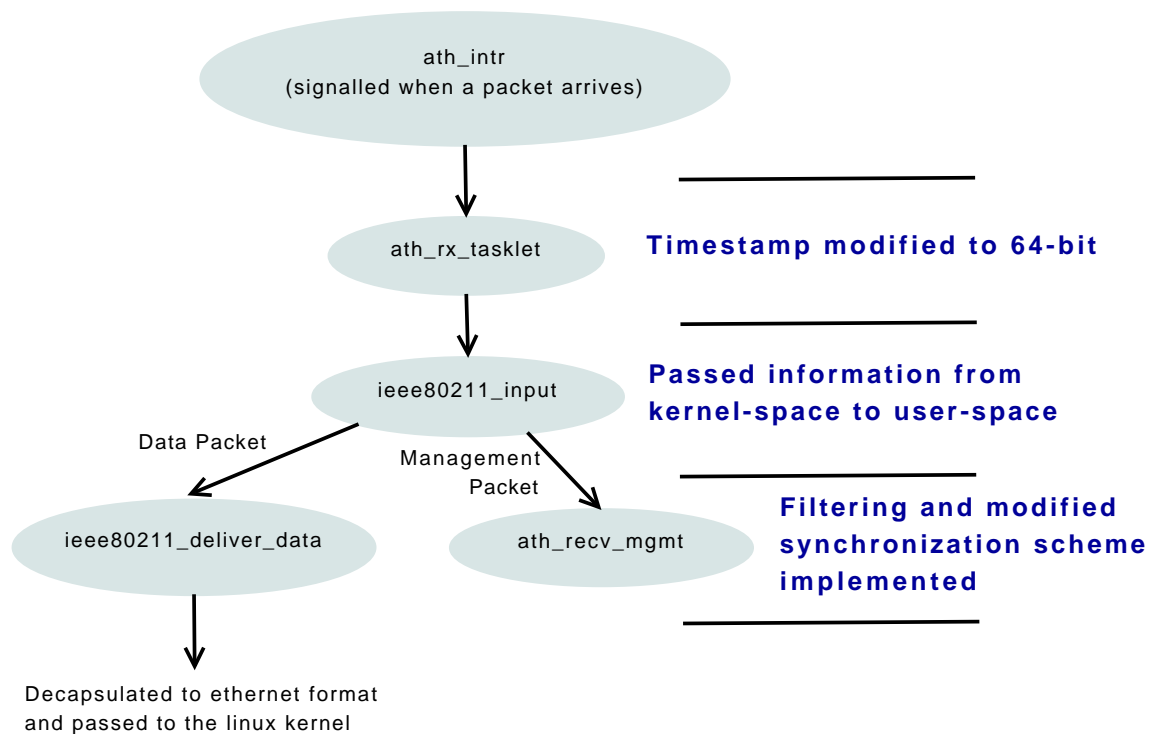 ath_intr
(signalled when a packet arrives)
ath_rx_tasklet
Timestamp modified to 64-bit
ieee80211_input
Passed information from
kernel-space to user-space
Data Packet
Management
Packet
ieee80211_deliver_data
ath_recv_mgmt
Filtering and modified
synchronization scheme
implemented
Decapsulated to ethernet format
and passed to the linux kernel